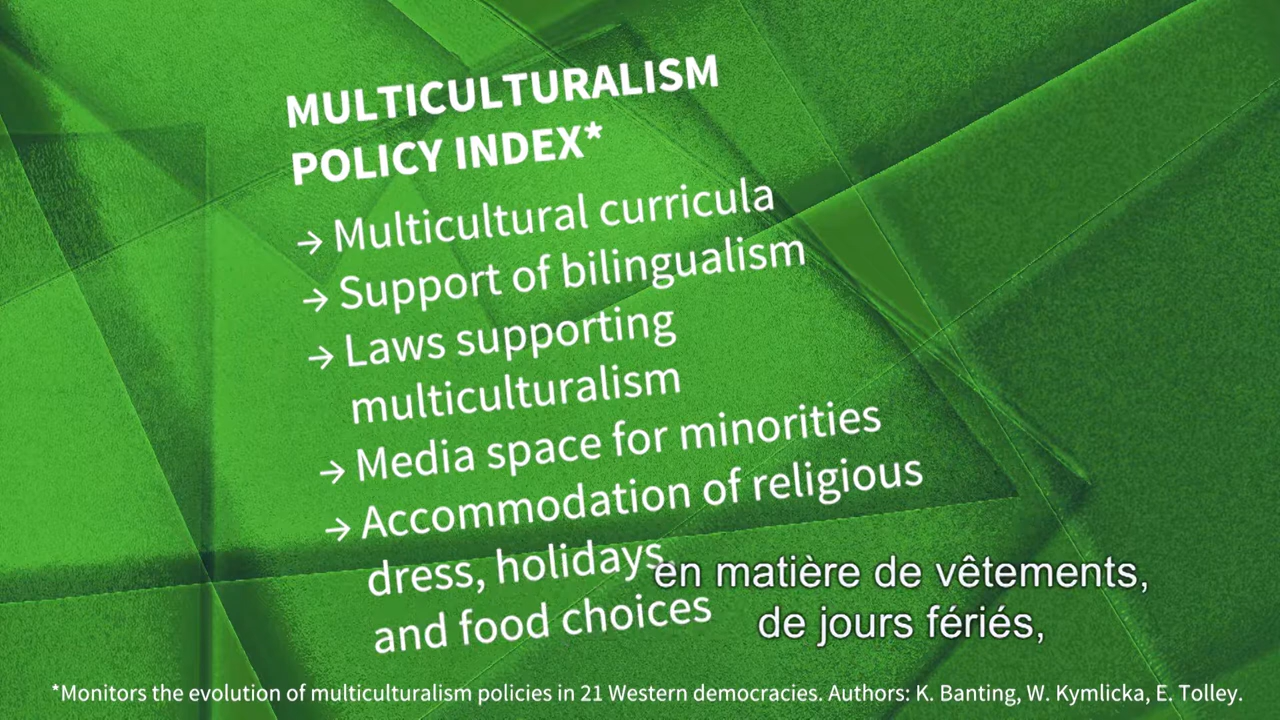 MULTICULTURALISM
POLICY INDEX*
→ Multicultural curricula
→ Support of bilingualism
→ Laws supporting
multiculturalism
→ Media space for minorities
→ Accommodation of religious
dress, holidays,
and food choices
en matière de vêtements,
de jours fériés,
*Monitors the evolution of multiculturalism policies in 21 Western democracies. Authors: K. Banting, W. Kymlicka, E. Tolley.